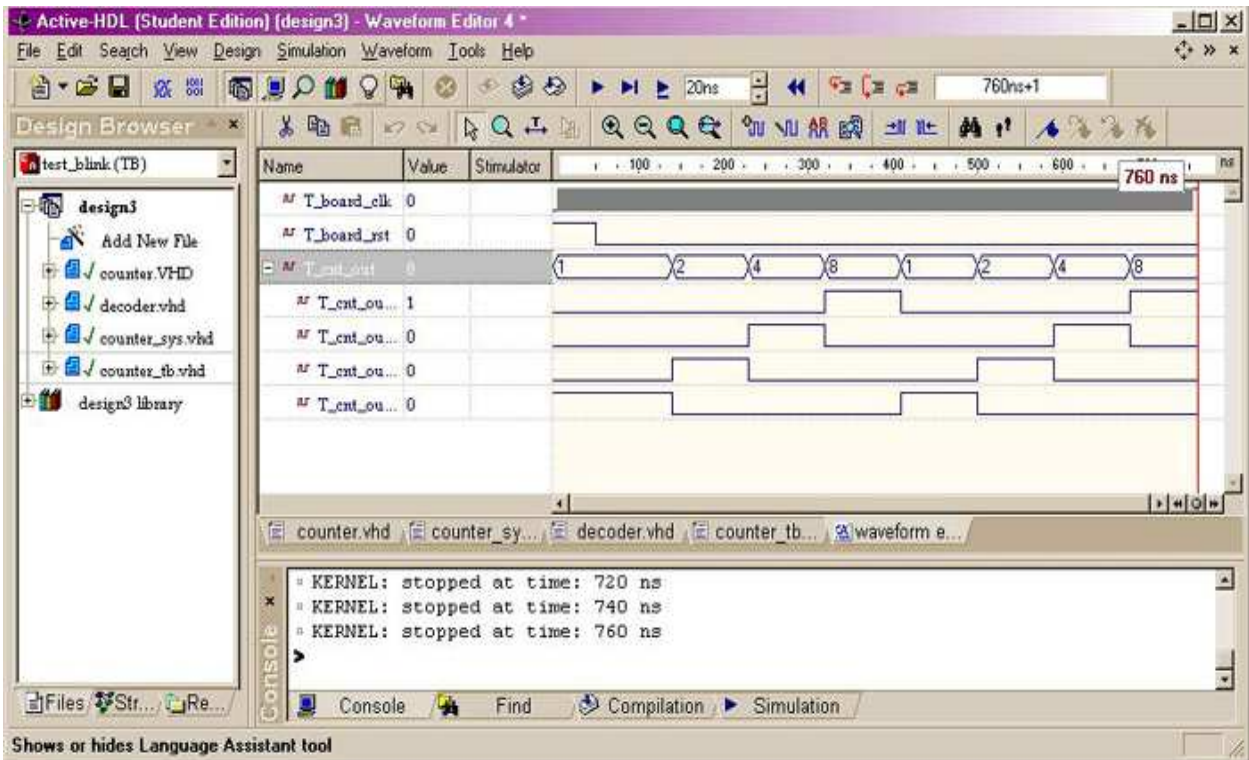 Active-HDL (Student Edition) (design3) - Waveform Editor 4 *
File Edit Search View Design Simulation Waveform Tools Help
20ns 760ns+1
Design Browser
test_blink (TB)
design3
Add New File
counter.VHD
decoder.vhd
counter_sys.vhd
counter_tb.vhd
design3 library
Files Str... Re...
Name Value Stimulator 100 200 300 400 500 600 ns
760 ns
T_board_clk 0
T_board_rst 0
T_cnt_out 0 1 2 4 8 1 2 4 8
T_cnt_ou... 1
T_cnt_ou... 0
T_cnt_ou... 0
T_cnt_ou... 0
counter.vhd counter_sy... decoder.vhd counter_tb... waveform e...
KERNEL: stopped at time: 720 ns
KERNEL: stopped at time: 740 ns
KERNEL: stopped at time: 760 ns
>
Console
Console Find Compilation Simulation
Shows or hides Language Assistant tool